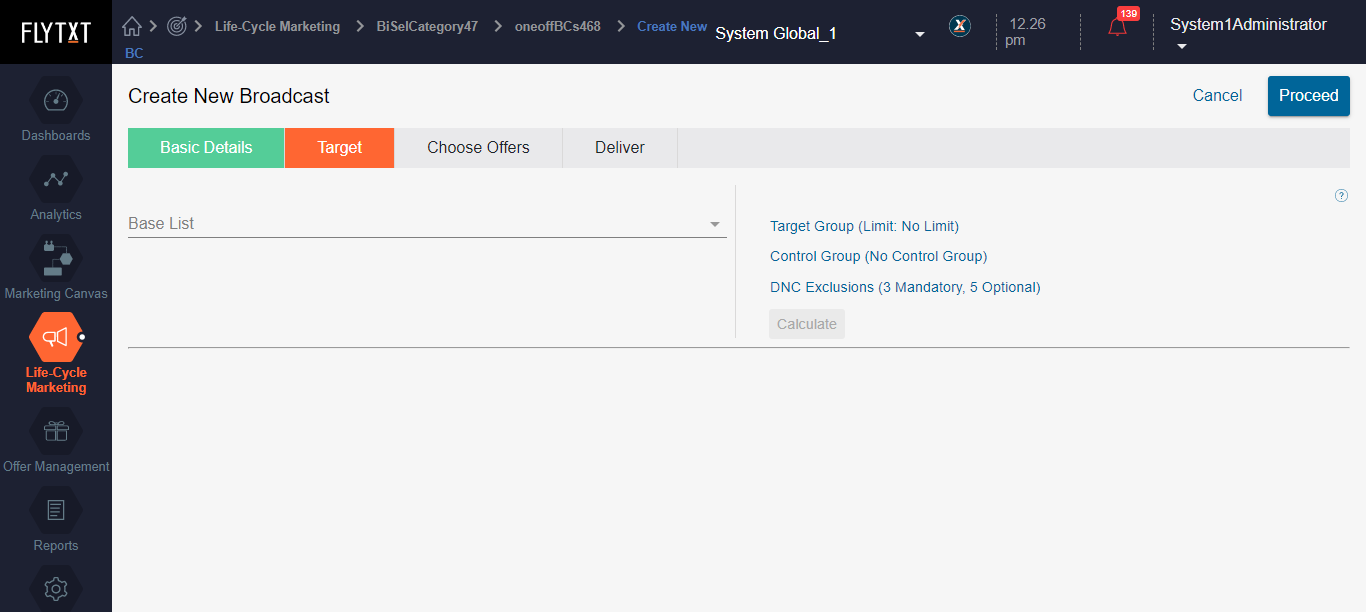 FLYTXT
Life-Cycle Marketing
BiSelCategory47
oneoffBCs468
Create New
BC
System Global_1
X
12.26
pm
139
System1Administrator
Dashboards
Analytics
Marketing Canvas
Life-Cycle
Marketing
Offer Management
Reports
Create New Broadcast
Cancel
Proceed
Basic Details
Target
Choose Offers
Deliver
?
Base List
Target Group (Limit: No Limit)
Control Group (No Control Group)
DNC Exclusions (3 Mandatory, 5 Optional)
Calculate